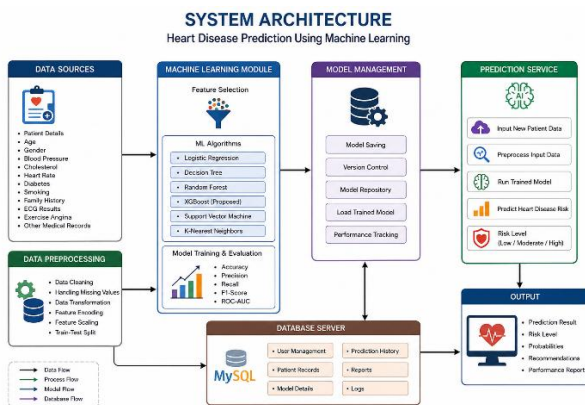 SYSTEM ARCHITECTURE
Heart Disease Prediction Using Machine Learning
DATA SOURCES
Patient Details
Age
Gender
Blood Pressure
Cholesterol
Heart Rate
Diabetes
Smoking
Family History
ECQ Results
Exercise Angina
Other Medical Records
DATA PREPROCESSING
Data Cleaning
Handling Missing Values
Data Transformation
Feature Encoding
Feature Scaling
Train-Test Split
Data Flow
Process Flow
Model Flow
Database Flow
MACHINE LEARNING MODULE
Feature Selection
ML Algorithms
Logistic Regression
Decision Tree
Random Forest
XGBoost (Proposed)
Support Vector Machine
K-Nearest Neighbors
Model Training & Evaluation
Accuracy
Precision
Recall
F1-Score
ROC-AUC
MODEL MANAGEMENT
Model Saving
Version Control
Model Repository
Load Trained Model
Performance Tracking
DATABASE SERVER
MySQL
User Management
Patient Records
Model Details
Prediction History
Reports
Logs
PREDICTION SERVICE
AI
Input New Patient Data
Preprocess Input Data
Run Trained Model
Predict Heart Disease Risk
Risk Level
(Low / Moderate / High)
OUTPUT
Prediction Result
Risk Level
Probabilities
Recommendations
Performance Report